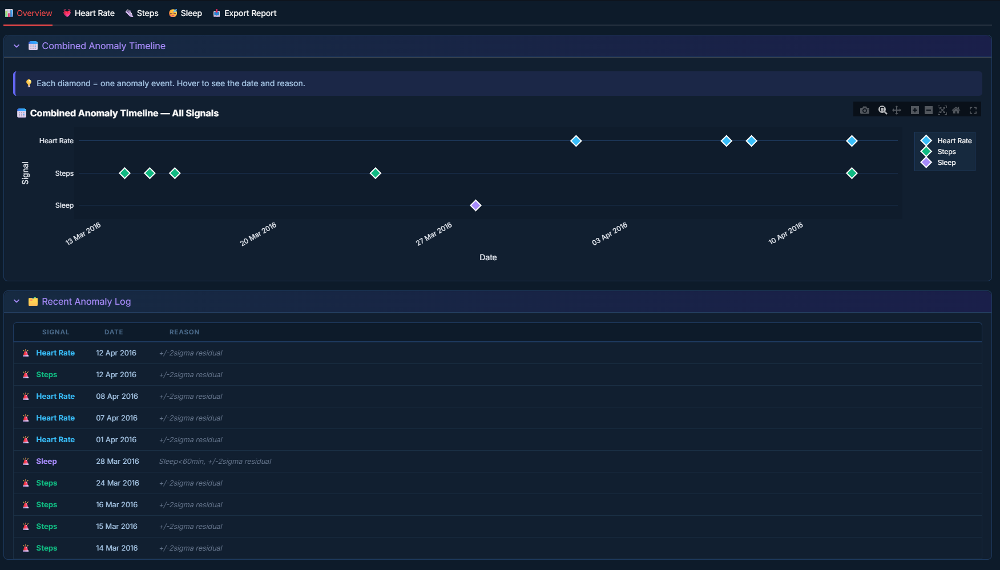 Overview Heart Rate Steps Sleep Export Report
Combined Anomaly Timeline
Each diamond = one anomaly event. Hover to see the date and reason.
Combined Anomaly Timeline — All Signals
Signal
Heart Rate
Steps
Sleep
13 Mar 2016 20 Mar 2016 27 Mar 2016 03 Apr 2016 10 Apr 2016
Date
Heart Rate
Steps
Sleep
Recent Anomaly Log
SIGNAL DATE REASON
Heart Rate 12 Apr 2016 +/-2sigma residual
Steps 12 Apr 2016 +/-2sigma residual
Heart Rate 08 Apr 2016 +/-2sigma residual
Heart Rate 07 Apr 2016 +/-2sigma residual
Heart Rate 01 Apr 2016 +/-2sigma residual
Sleep 28 Mar 2016 Sleep<60min, +/-2sigma residual
Steps 24 Mar 2016 +/-2sigma residual
Steps 16 Mar 2016 +/-2sigma residual
Steps 15 Mar 2016 +/-2sigma residual
Steps 14 Mar 2016 +/-2sigma residual